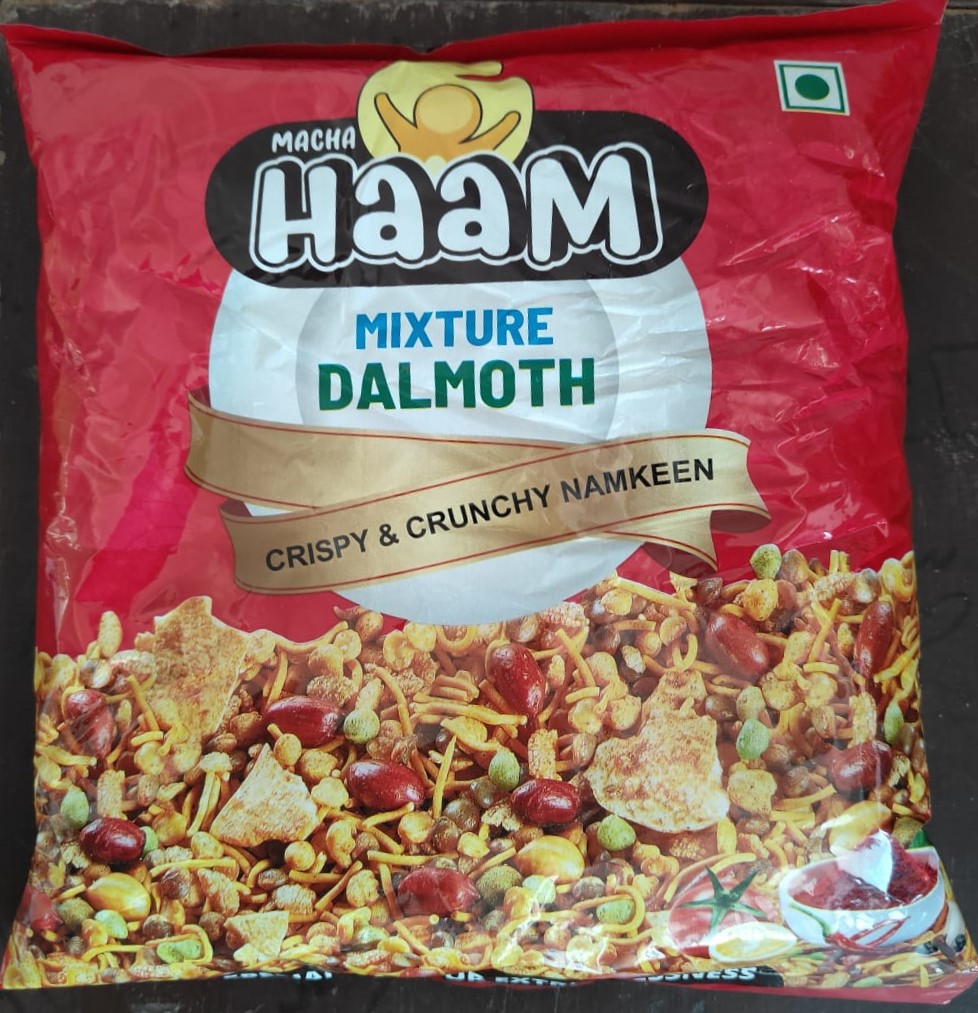 MACHA
HAAM
MIXTURE
DALMOTH
CRISPY & CRUNCHY NAMKEEN